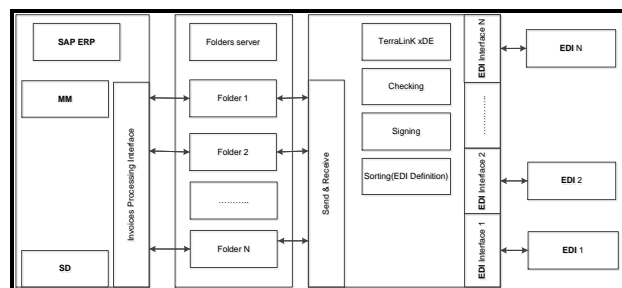 SAP ERP
MM
SD
Invoices Processing Interface
Folders server
Folder 1
Folder 2
...........
Folder N
Send & Receive
TerraLinK xDE
Checking
Signing
Sorting(EDI Definition)
EDI Interface N
............
EDI Interface 2
EDI Interface 1
EDI N
EDI 2
EDI 1